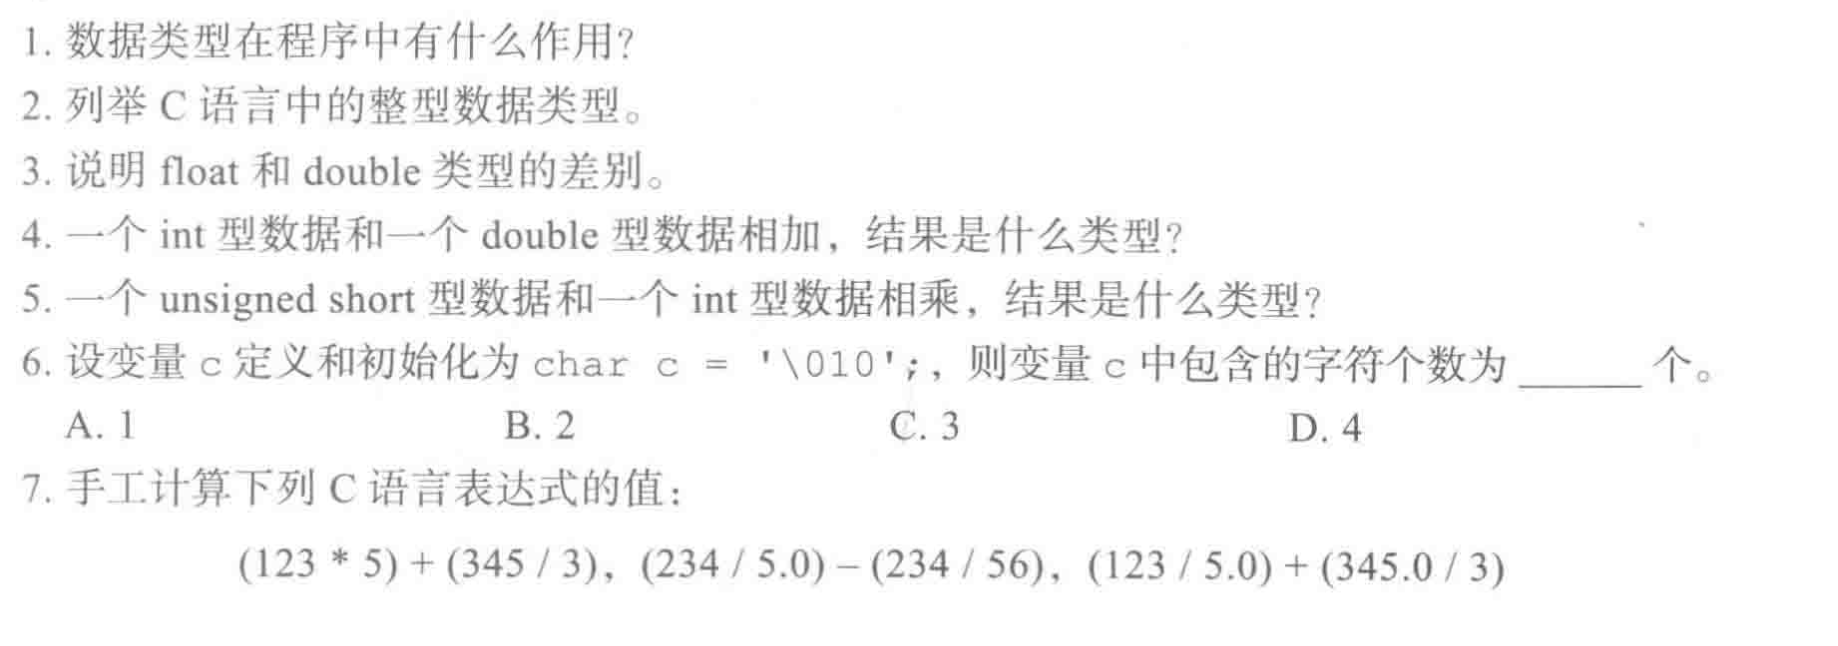 1. 数据类型在程序中有什么作用？
2. 列举 C 语言中的整型数据类型。
3. 说明 float 和 double 类型的差别。
4. 一个 int 型数据和一个 double 型数据相加，结果是什么类型？
5. 一个 unsigned short 型数据和一个 int 型数据相乘，结果是什么类型？
6. 设变量 c 定义和初始化为 char c = '\010';，则变量 c 中包含的字符个数为 ______ 个。
A. 1 B. 2 C. 3 D. 4
7. 手工计算下列 C 语言表达式的值：
(123 * 5) + (345 / 3)，(234 / 5.0) – (234 / 56)，(123 / 5.0) + (345.0 / 3)